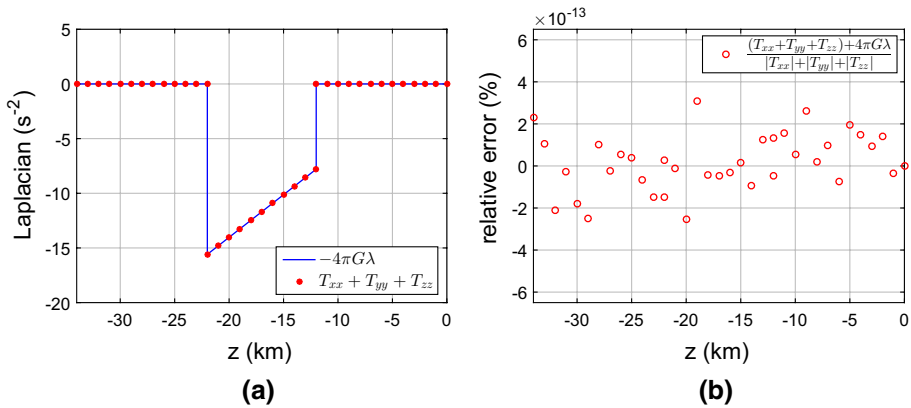 5
0
-5
-10
-15
-20
Laplacian (s⁻²)
-30 -25 -20 -15 -10 -5 0
z (km)
−4πGλ
T_xx + T_yy + T_zz
(a)
×10⁻¹³
6
4
2
0
-2
-4
-6
relative error (%)
-30 -25 -20 -15 -10 -5 0
z (km)
(T_xx+T_yy+T_zz)+4πGλ
|T_xx|+|T_yy|+|T_zz|
(b)